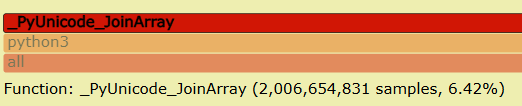 _PyUnicode_JoinArray
python3
all
Function: _PyUnicode_JoinArray (2,006,654,831 samples, 6.42%)